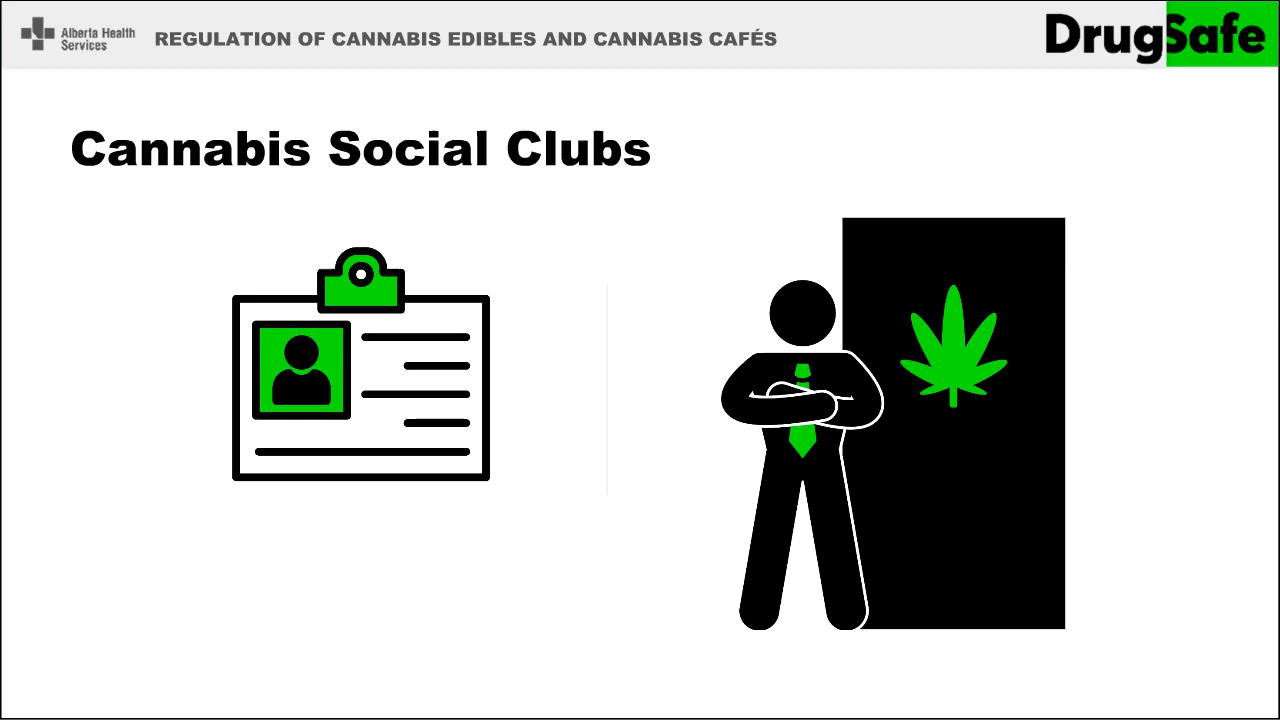 Alberta Health
Services
REGULATION OF CANNABIS EDIBLES AND CANNABIS CAFÉS
DrugSafe
Cannabis Social Clubs